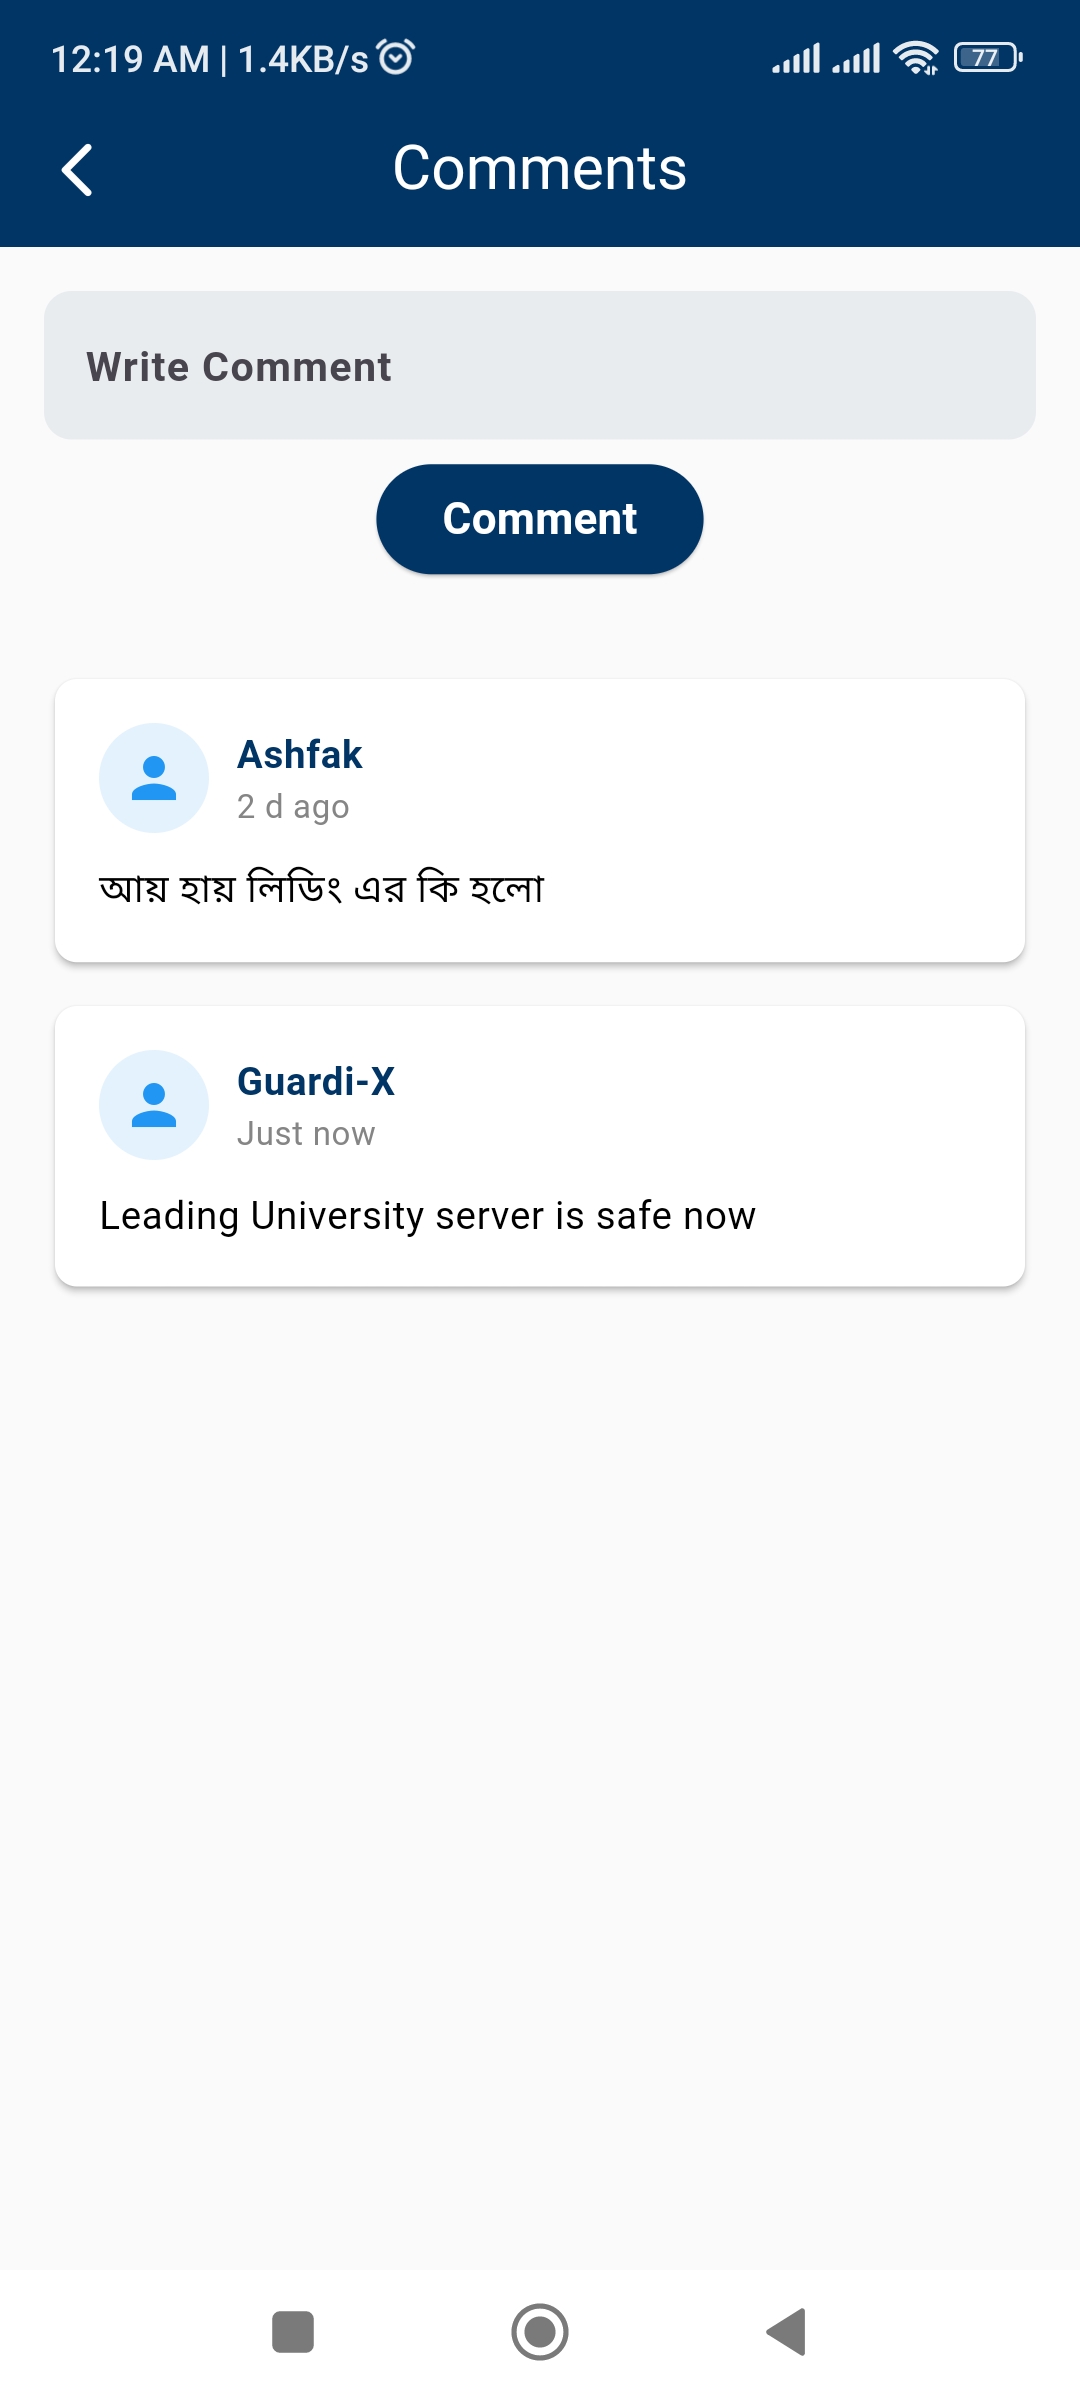 12:19 AM | 1.4KB/s
77
Comments
Write Comment
Comment
Ashfak
2 d ago
আয় হায় লিডিং এর কি হলো
Guardi-X
Just now
Leading University server is safe now